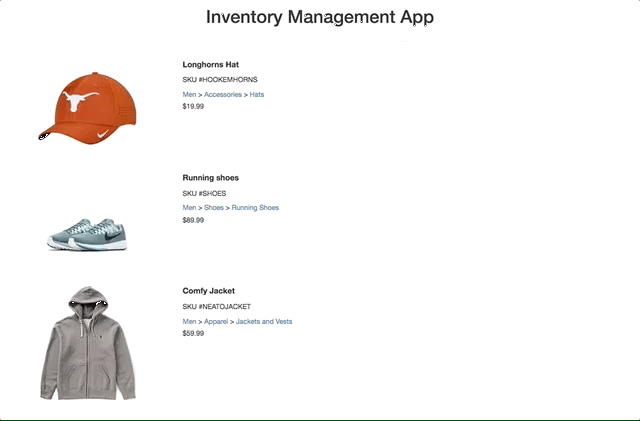 Inventory Management App
Longhorns Hat
SKU #HOOKEMHORNS
Men > Accessories > Hats
$19.99
Running shoes
SKU #SHOES
Men > Shoes > Running Shoes
$89.99
Comfy Jacket
SKU #NEATOJACKET
Men > Apparel > Jackets and Vests
$59.99